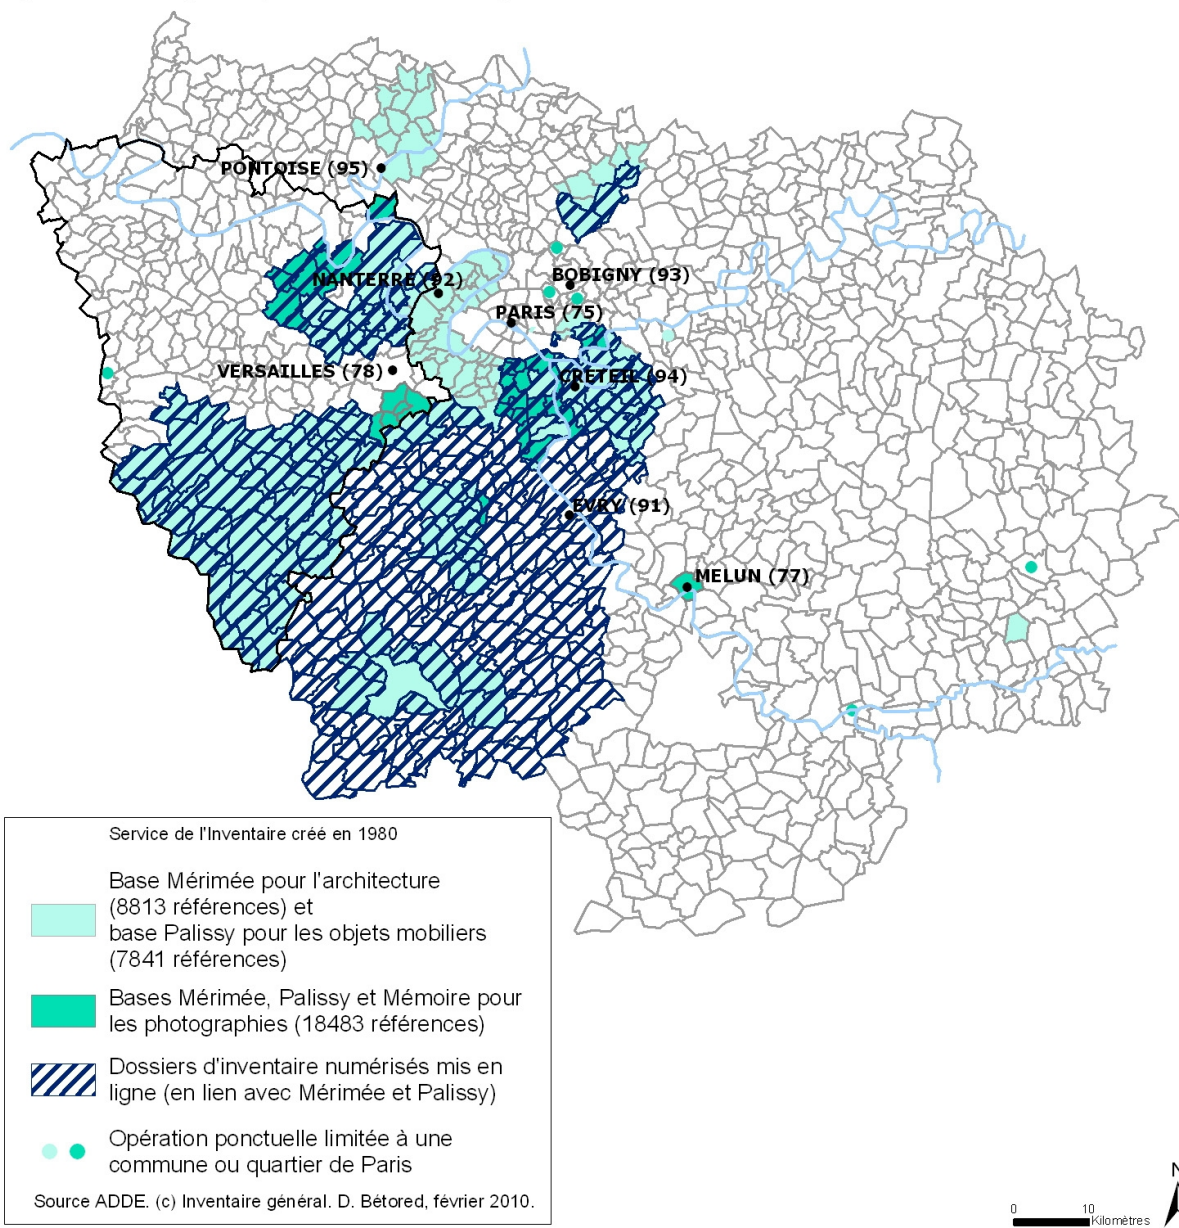 PONTOISE (95)
NANTERRE (92)
BOBIGNY (93)
PARIS (75)
VERSAILLES (78)
CRETEIL (94)
EVRY (91)
MELUN (77)
Service de l'Inventaire créé en 1980
Base Mérimée pour l'architecture
(8813 références) et
base Palissy pour les objets mobiliers
(7841 références)
Bases Mérimée, Palissy et Mémoire pour
les photographies (18483 références)
Dossiers d'inventaire numérisés mis en
ligne (en lien avec Mérimée et Palissy)
Opération ponctuelle limitée à une
commune ou quartier de Paris
Source ADDE. (c) Inventaire général. D. Bétored, février 2010.
N
0 10
Kilomètres